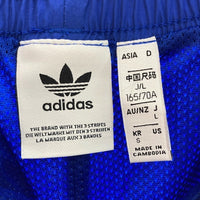 adidas
THE BRAND WITH THE 3 STRIPES
DIE WELTMARKE MIT DEN 3 STREIFEN
LA MARQUE AUX 3 BANDES
ASIA D
中国尺码
J/L
165/70A
AU/NZ J
L L
KR US
S
MADE IN
CAMBODIA